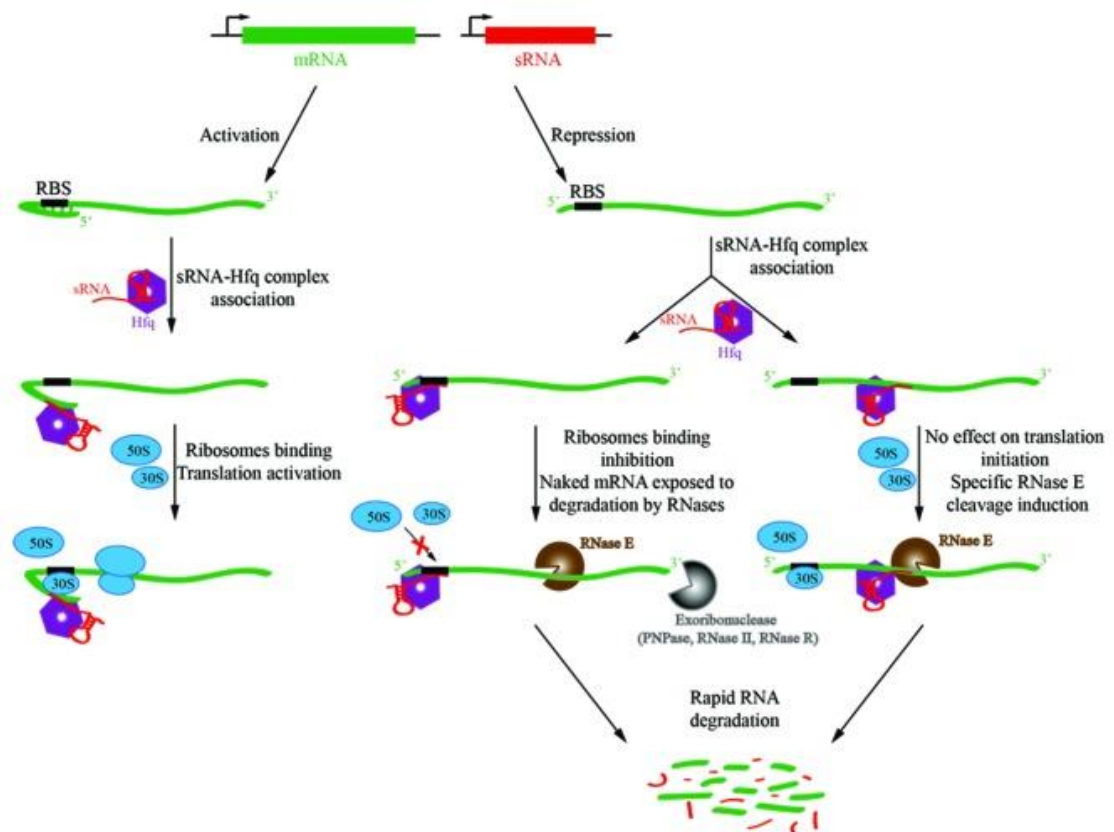 mRNA
sRNA
Activation
Repression
RBS
5'
3'
5'
RBS
3'
sRNA-Hfq complex
association
sRNA
Hfq
sRNA-Hfq complex
association
sRNA
Hfq
5'
3'
5'
3'
50S
30S
Ribosomes binding
Translation activation
Ribosomes binding
inhibition
Naked mRNA exposed to
degradation by RNases
50S
30S
No effect on translation
initiation
Specific RNase E
cleavage induction
50S
30S
50S
30S
5'
RNase E
3'
Exoribonuclease
(PNPase, RNase II, RNase R)
50S
5'
30S
RNase E
3'
Rapid RNA
degradation